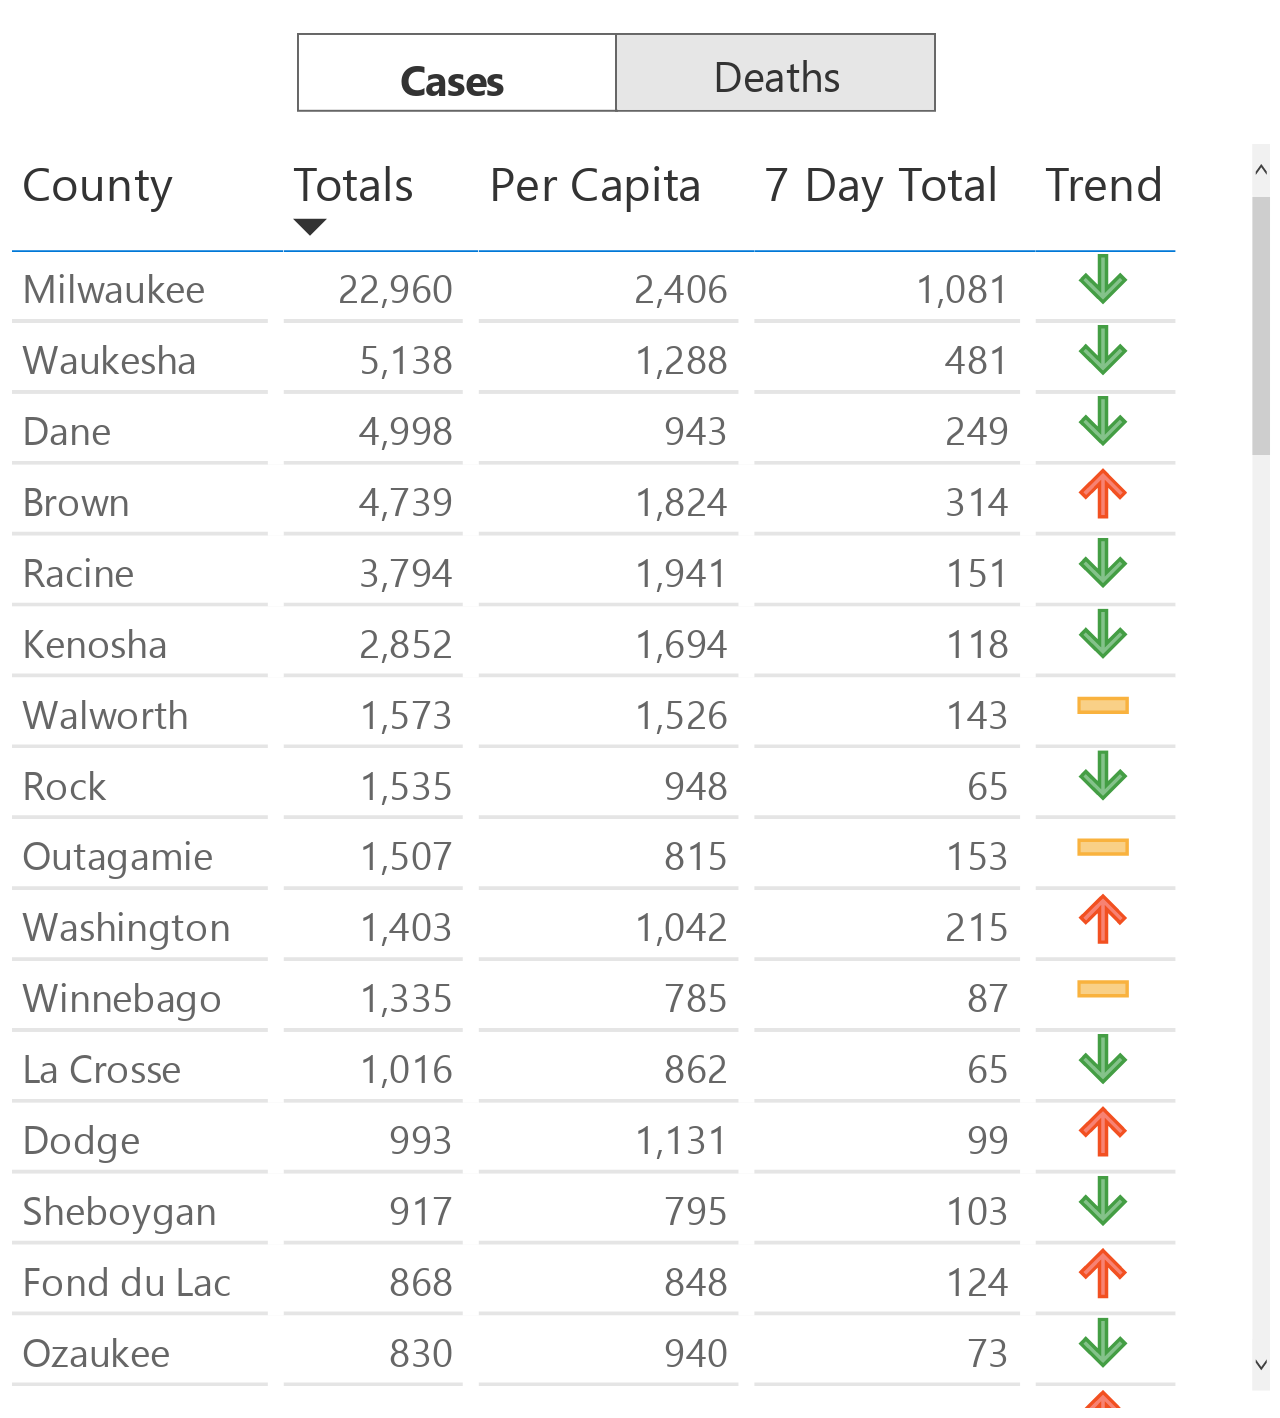 Cases Deaths
County Totals Per Capita 7 Day Total Trend
Milwaukee 22,960 2,406 1,081
Waukesha 5,138 1,288 481
Dane 4,998 943 249
Brown 4,739 1,824 314
Racine 3,794 1,941 151
Kenosha 2,852 1,694 118
Walworth 1,573 1,526 143
Rock 1,535 948 65
Outagamie 1,507 815 153
Washington 1,403 1,042 215
Winnebago 1,335 785 87
La Crosse 1,016 862 65
Dodge 993 1,131 99
Sheboygan 917 795 103
Fond du Lac 868 848 124
Ozaukee 830 940 73